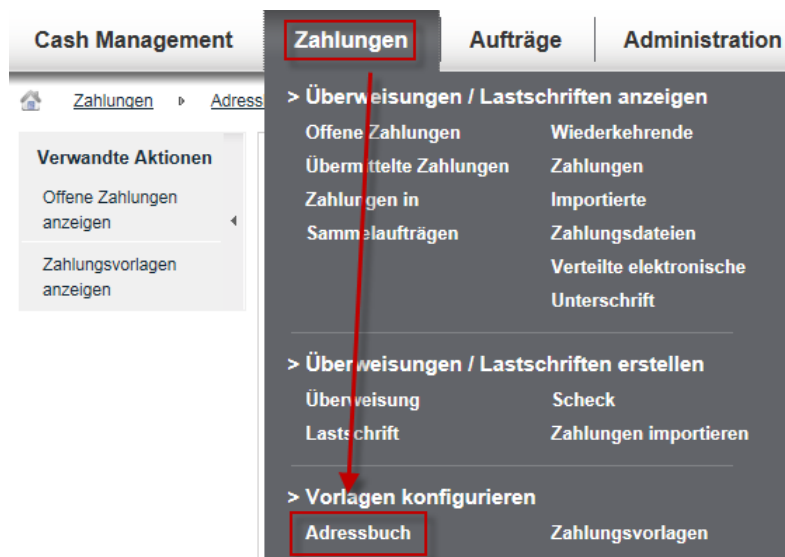 Cash Management
Zahlungen
Aufträge
Administration
Zahlungen
Adress
Verwandte Aktionen
Offene Zahlungen
anzeigen
Zahlungsvorlagen
anzeigen
> Überweisungen / Lastschriften anzeigen
Offene Zahlungen
Übermittelte Zahlungen
Zahlungen in
Sammelaufträgen
Wiederkehrende
Zahlungen
Importierte
Zahlungsdateien
Verteilte elektronische
Unterschrift
> Überweisungen / Lastschriften erstellen
Überweisung
Lastschrift
Scheck
Zahlungen importieren
> Vorlagen konfigurieren
Adressbuch
Zahlungsvorlagen